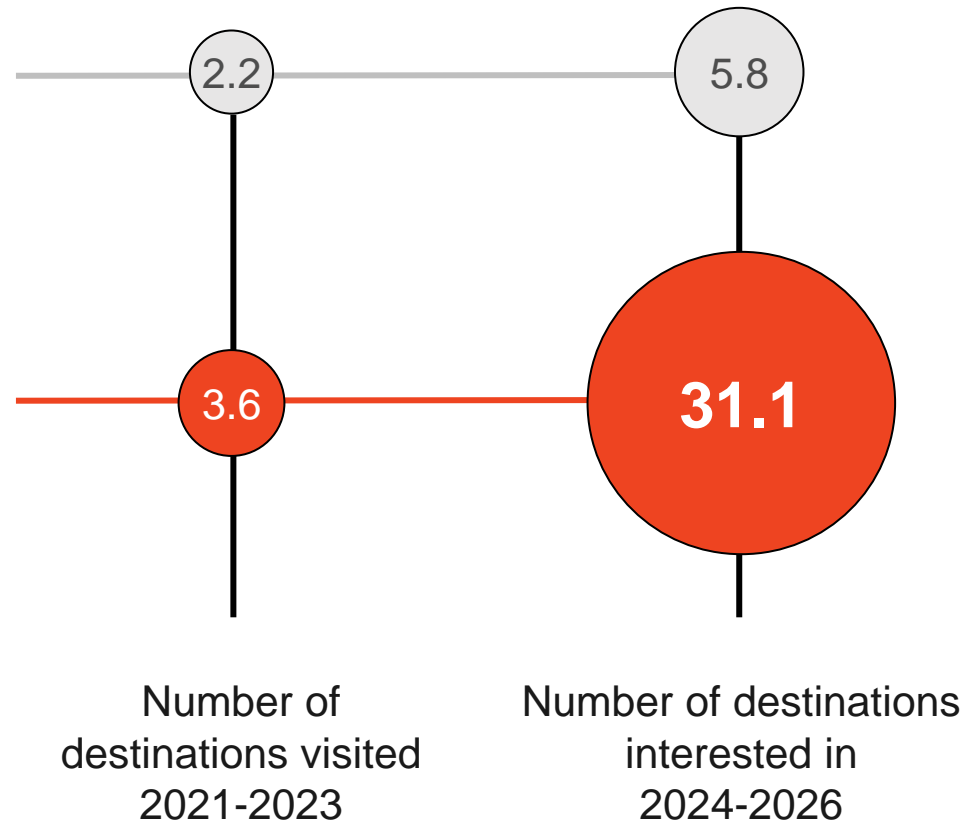 2.2
5.8
3.6
31.1
Number of
destinations visited
2021-2023
Number of destinations
interested in
2024-2026